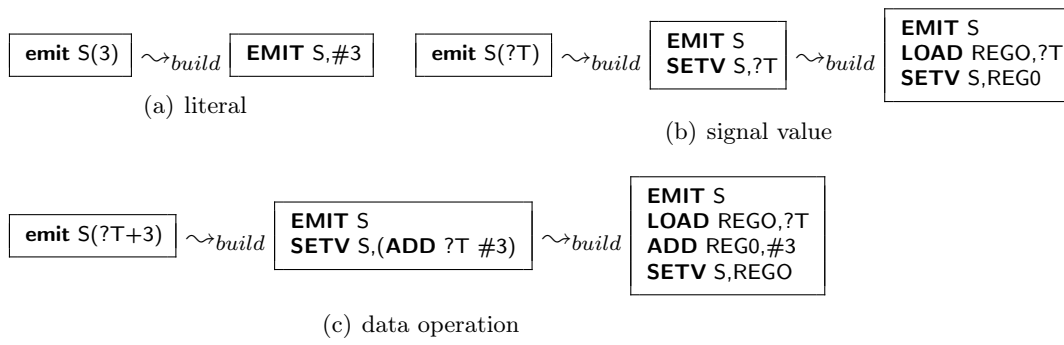 emit S(3) ⤳build EMIT S,#3
(a) literal
emit S(?T) ⤳build
EMIT S
SETV S,?T
⤳build
EMIT S
LOAD REGO,?T
SETV S,REG0
(b) signal value
emit S(?T+3) ⤳build
EMIT S
SETV S,(ADD ?T #3)
⤳build
EMIT S
LOAD REGO,?T
ADD REG0,#3
SETV S,REGO
(c) data operation